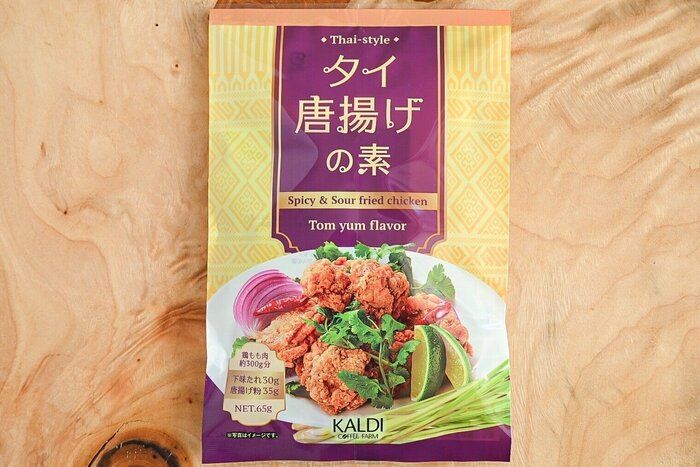 Thai-style
タイ
唐揚げ
の素
Spicy & Sour fried chicken
Tom yum flavor
鶏もも肉
約300g分
下味たれ30g
唐揚げ粉35g
NET.65g
※写真はイメージです。
KALDI
COFFEE FARM